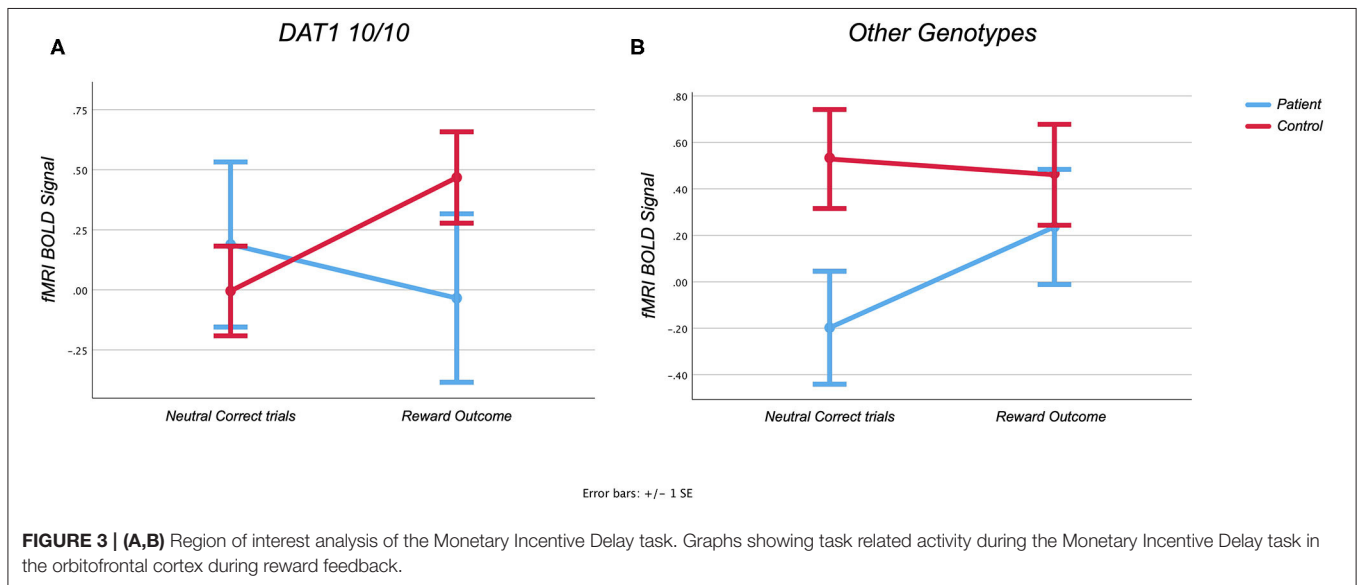 DAT1 10/10
Other Genotypes
A
B
fMRI BOLD Signal
.75
.50
.25
.00
-.25
Neutral Correct trials
Reward Outcome
fMRI BOLD Signal
.80
.60
.40
.20
.00
-.20
-.40
Neutral Correct trials
Reward Outcome
Patient
Control
Error bars: +/- 1 SE
FIGURE 3 | (A,B) Region of interest analysis of the Monetary Incentive Delay task. Graphs showing task related activity during the Monetary Incentive Delay task in
the orbitofrontal cortex during reward feedback.